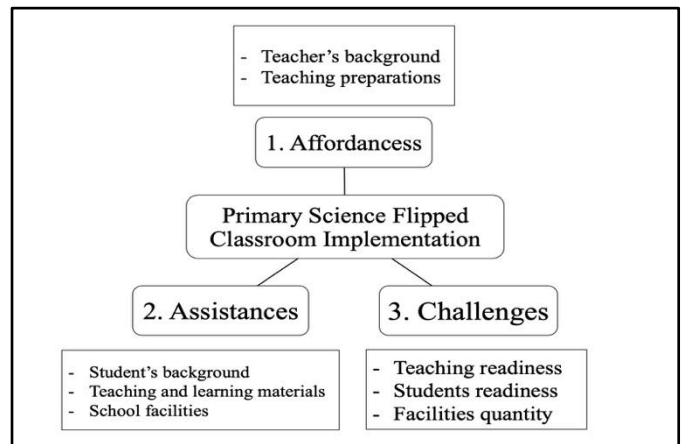 - Teacher's background
- Teaching preparations
1. Affordancess
Primary Science Flipped
Classroom Implementation
2. Assistances
3. Challenges
- Student's background
- Teaching and learning materials
- School facilities
- Teaching readiness
- Students readiness
- Facilities quantity